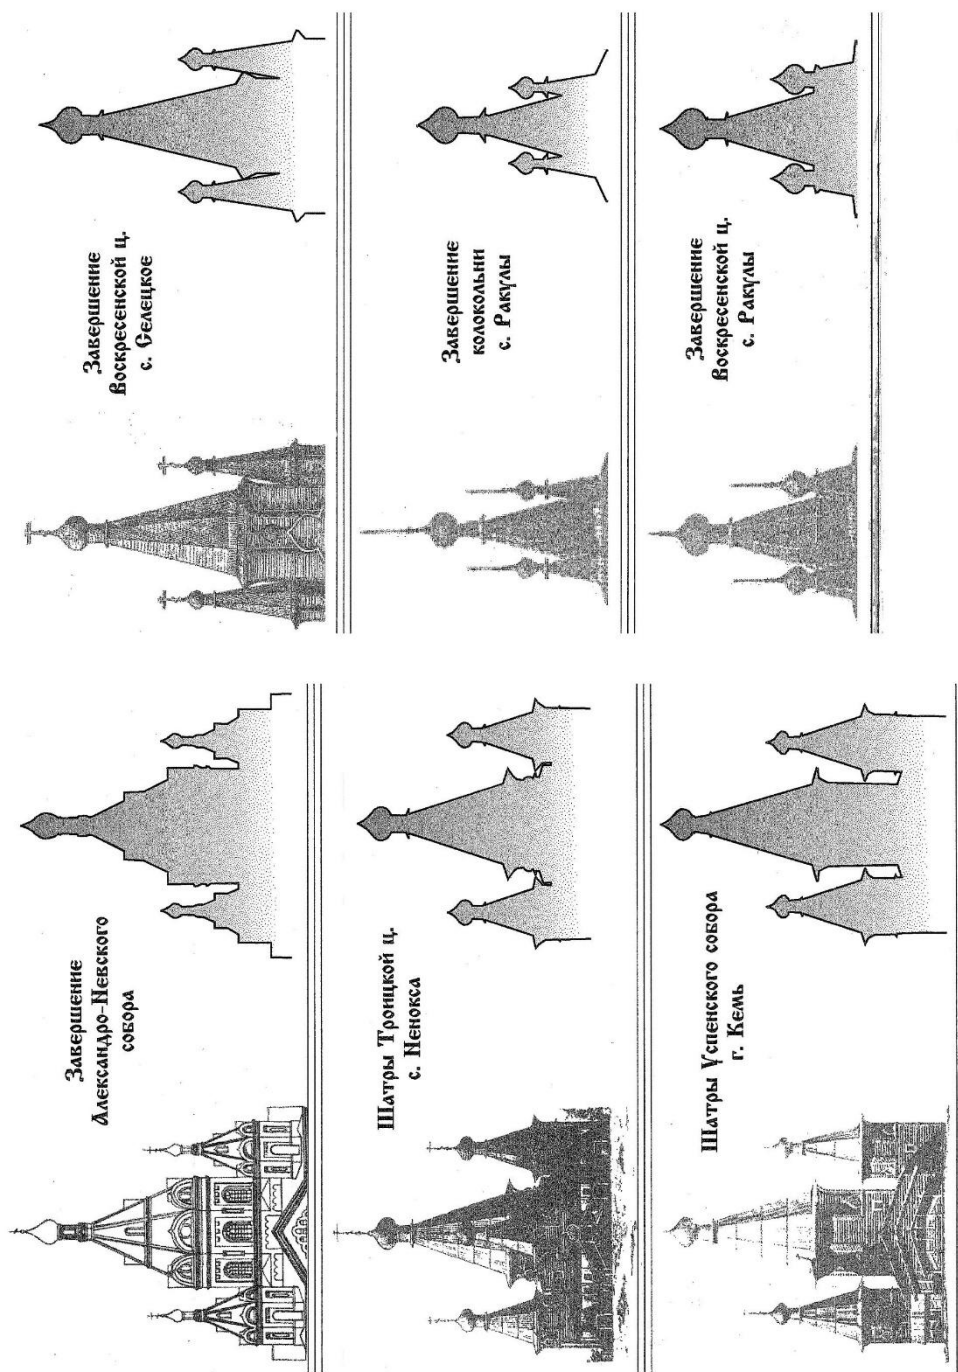 Завершение
Александро-Невского
собора
Шатры Троицкой ц.
с. Ненокса
Шатры Успенского собора
г. Кемь
Завершение
Воскресенской ц.
с. Селецкое
Завершение
колокольни
с. Ракулы
Завершение
Воскресенской ц.
с. Ракулы